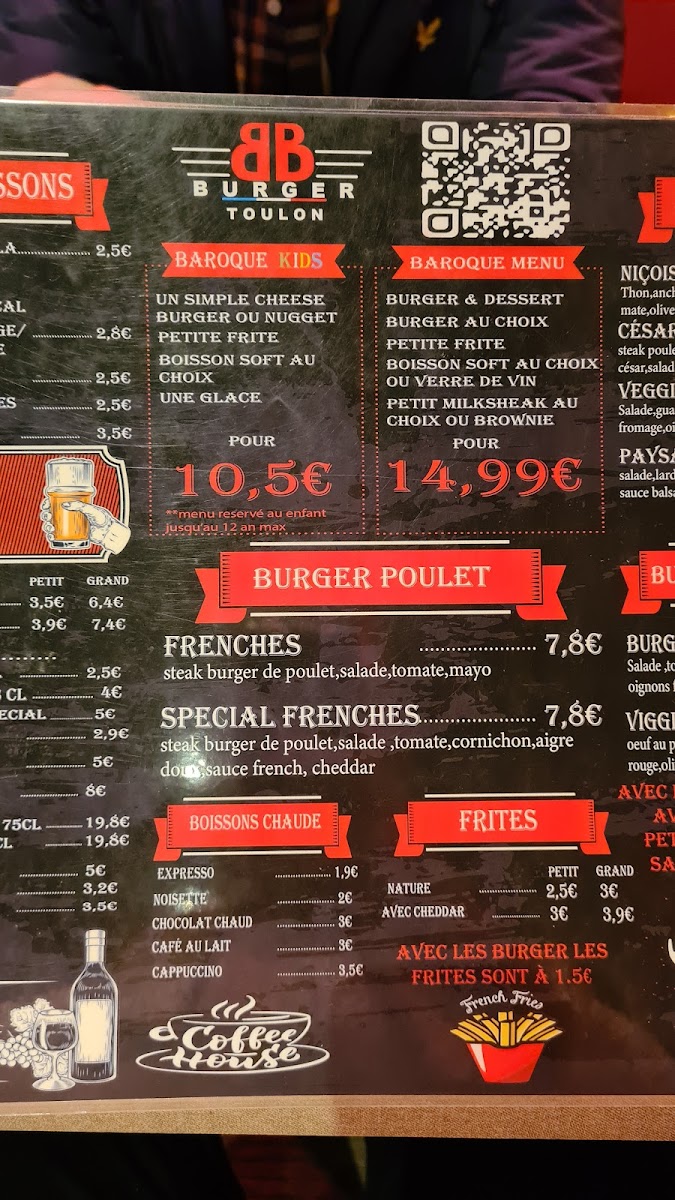 SSONS
LA 2,5€
CAL
GE/ 2,8€
E
2,5€
ES 2,5€
3,5€
PETIT GRAND
3,5€ 6,4€
3,9€ 7,4€
2,5€
CL 4€
ECIAL 5€
2,9€
5€
8€
75CL 19,8€
CL 19,8€
5€
3,2€
3,5€
BB
BURGER
TOULON
BAROQUE KIDS
UN SIMPLE CHEESE
BURGER OU NUGGET
PETITE FRITE
BOISSON SOFT AU
CHOIX
UNE GLACE
POUR
10,5€
**menu reservé au enfant
jusqu'au 12 an max
BAROQUE MENU
BURGER & DESSERT
BURGER AU CHOIX
PETITE FRITE
BOISSON SOFT AU CHOIX
OU VERRE DE VIN
PETIT MILKSHEAK AU
CHOIX OU BROWNIE
POUR
14,99€
BURGER POULET
FRENCHES 7,8€
steak burger de poulet,salade,tomate,mayo
SPECIAL FRENCHES 7,8€
steak burger de poulet,salade ,tomate,cornichon,aigre
doux,sauce french, cheddar
BOISSONS CHAUDE
EXPRESSO 1,9€
NOISETTE 2€
CHOCOLAT CHAUD 3€
CAFÉ AU LAIT 3€
CAPPUCCINO 3,5€
Coffee
House
FRITES
PETIT GRAND
NATURE 2,5€ 3€
AVEC CHEDDAR 3€ 3,9€
AVEC LES BURGER LES
FRITES SONT À 1.5€
French Fries
NIÇOIS
Thon,anch
mate,olive
CÉSAR
steak poule
césar,salad
VEGGI
Salade,gua
fromage,oi
PAYSA
salade,lard
sauce balsa
BU
BURG
Salade ,to
oignons f
VIGGI
oeuf au p
rouge,oli
AVEC
AV
PET
SA